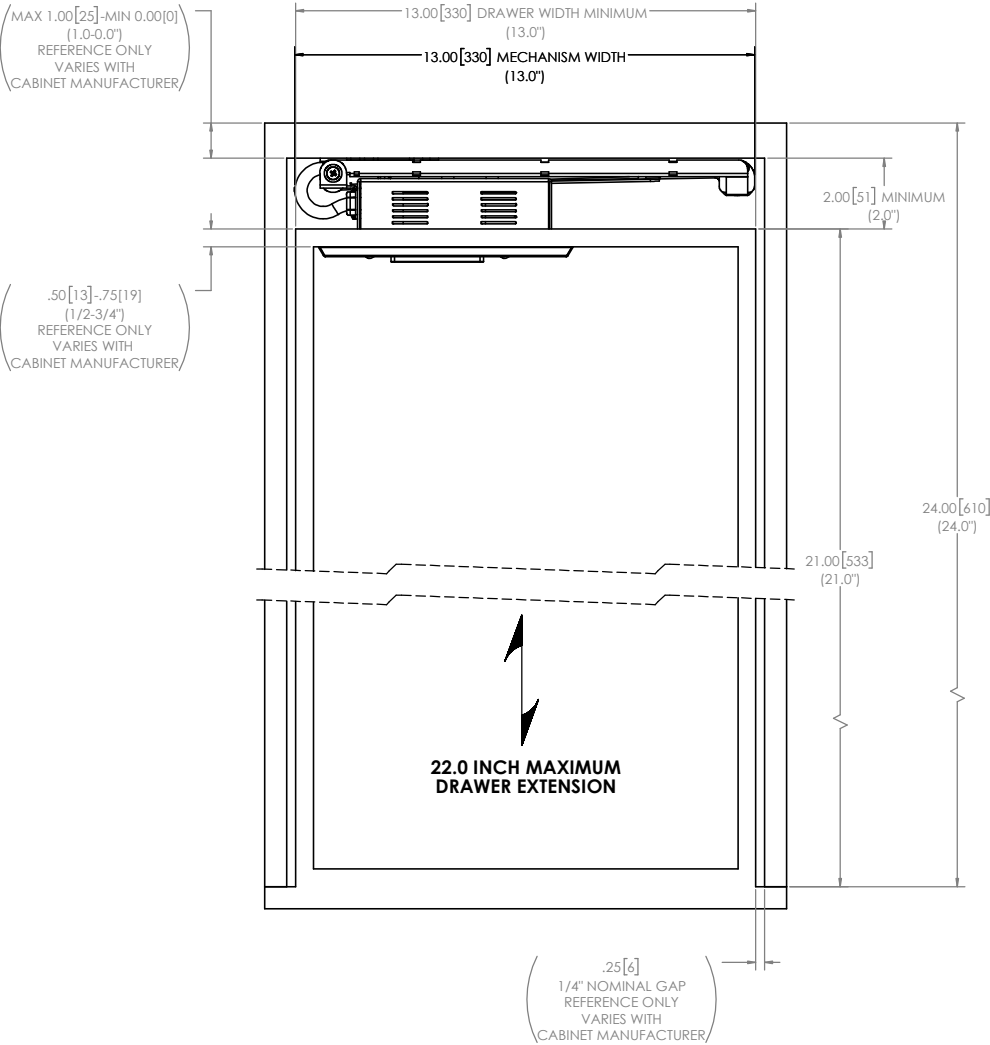 MAX 1.00[25]-MIN 0.00[0]
(1.0-0.0")
REFERENCE ONLY
VARIES WITH
CABINET MANUFACTURER
13.00[330] DRAWER WIDTH MINIMUM
(13.0")
13.00[330] MECHANISM WIDTH
(13.0")
2.00[51] MINIMUM
(2.0")
.50[13]-.75[19]
(1/2-3/4")
REFERENCE ONLY
VARIES WITH
CABINET MANUFACTURER
24.00[610]
(24.0")
21.00[533]
(21.0")
22.0 INCH MAXIMUM
DRAWER EXTENSION
.25[6]
1/4" NOMINAL GAP
REFERENCE ONLY
VARIES WITH
CABINET MANUFACTURER